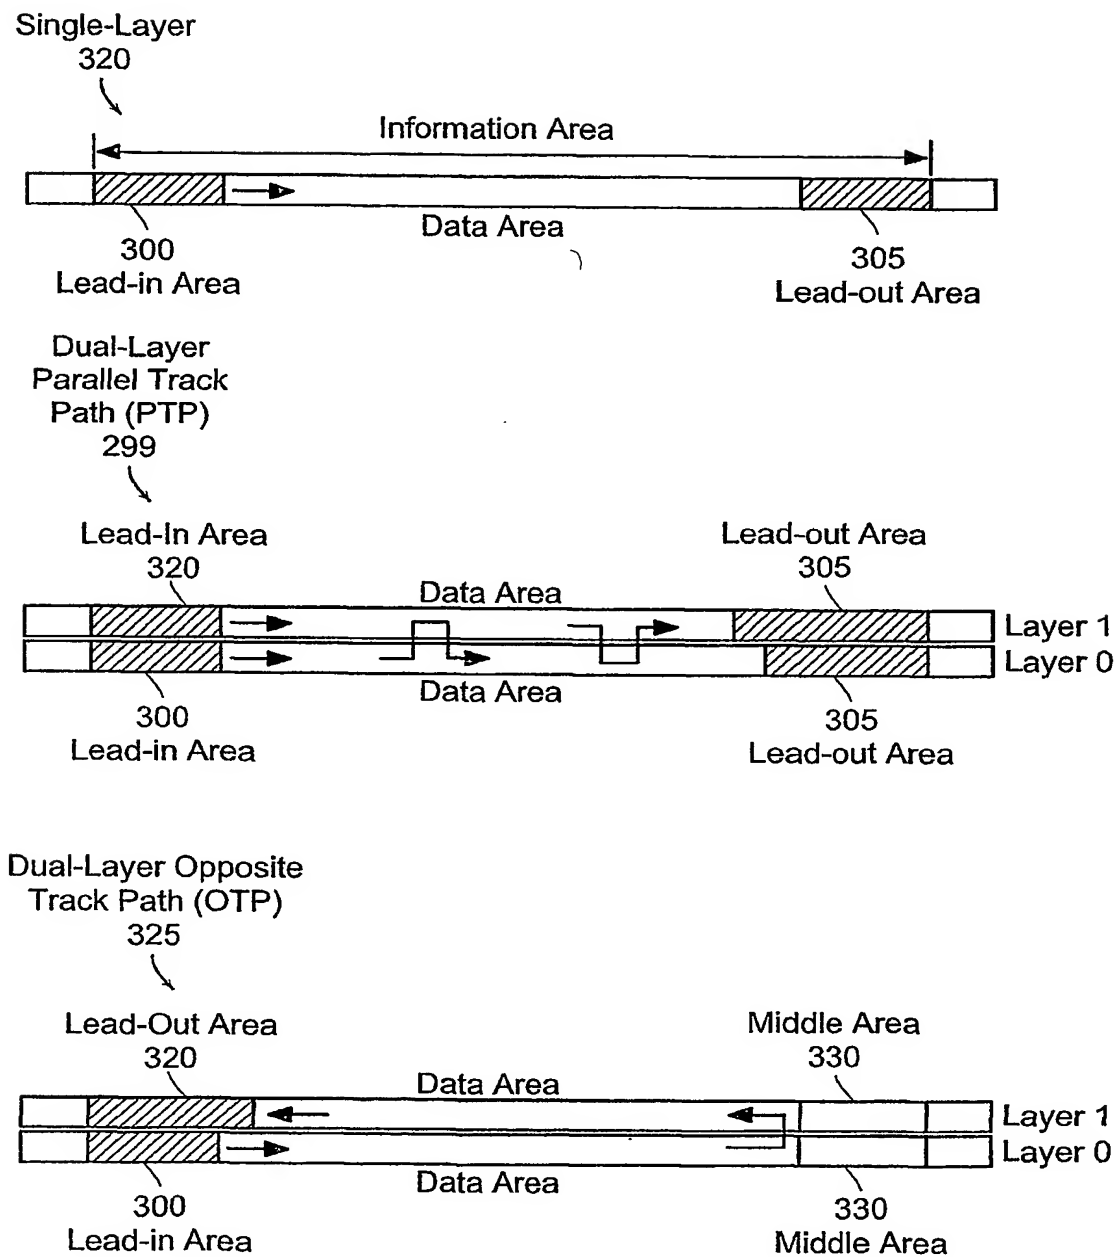 Single-Layer
320
Information Area
Data Area
300
Lead-in Area
305
Lead-out Area
Dual-Layer
Parallel Track
Path (PTP)
299
Lead-In Area
320
Lead-out Area
305
Data Area
Layer 1
Layer 0
Data Area
300
Lead-in Area
305
Lead-out Area
Dual-Layer Opposite
Track Path (OTP)
325
Lead-Out Area
320
Middle Area
330
Data Area
Layer 1
Layer 0
Data Area
300
Lead-in Area
330
Middle Area